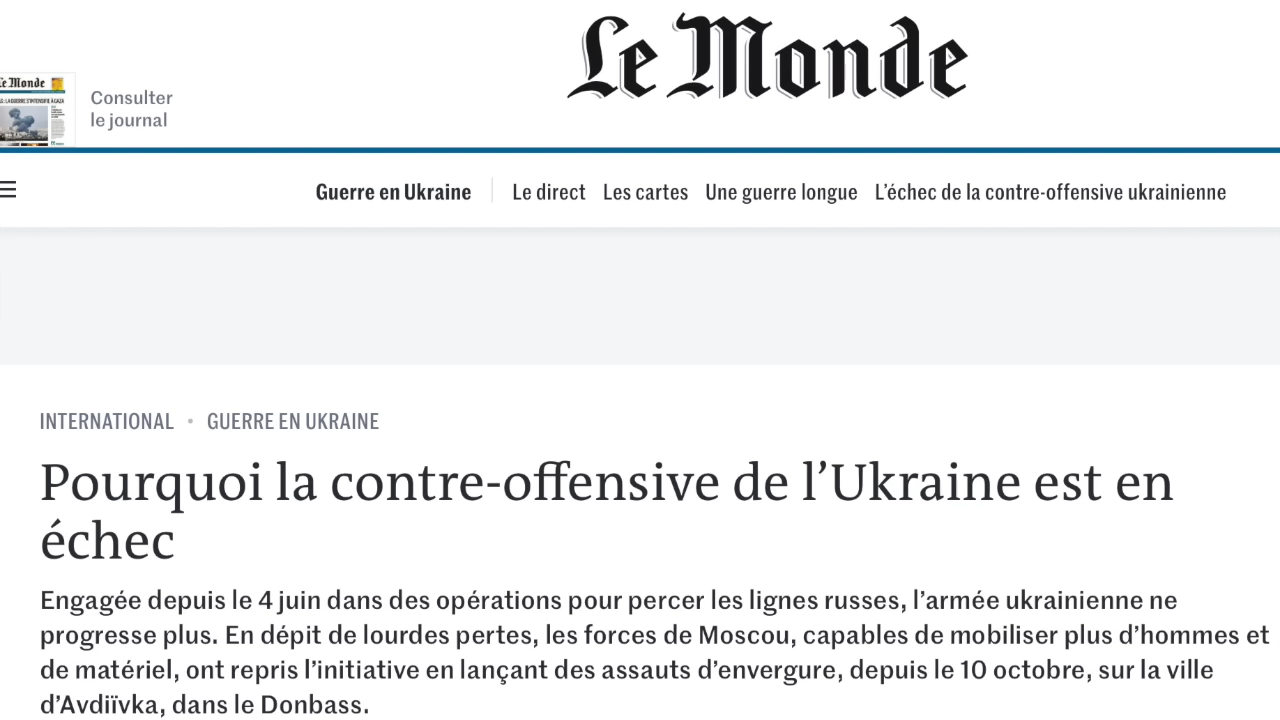 Le Monde
Le Monde
Consulter
le journal
Guerre en Ukraine
Le direct
Les cartes
Une guerre longue
L’échec de la contre-offensive ukrainienne
INTERNATIONAL • GUERRE EN UKRAINE
Pourquoi la contre-offensive de l’Ukraine est en
échec
Engagée depuis le 4 juin dans des opérations pour percer les lignes russes, l’armée ukrainienne ne
progresse plus. En dépit de lourdes pertes, les forces de Moscou, capables de mobiliser plus d’hommes et
de matériel, ont repris l’initiative en lançant des assauts d’envergure, depuis le 10 octobre, sur la ville
d’Avdiïvka, dans le Donbass.